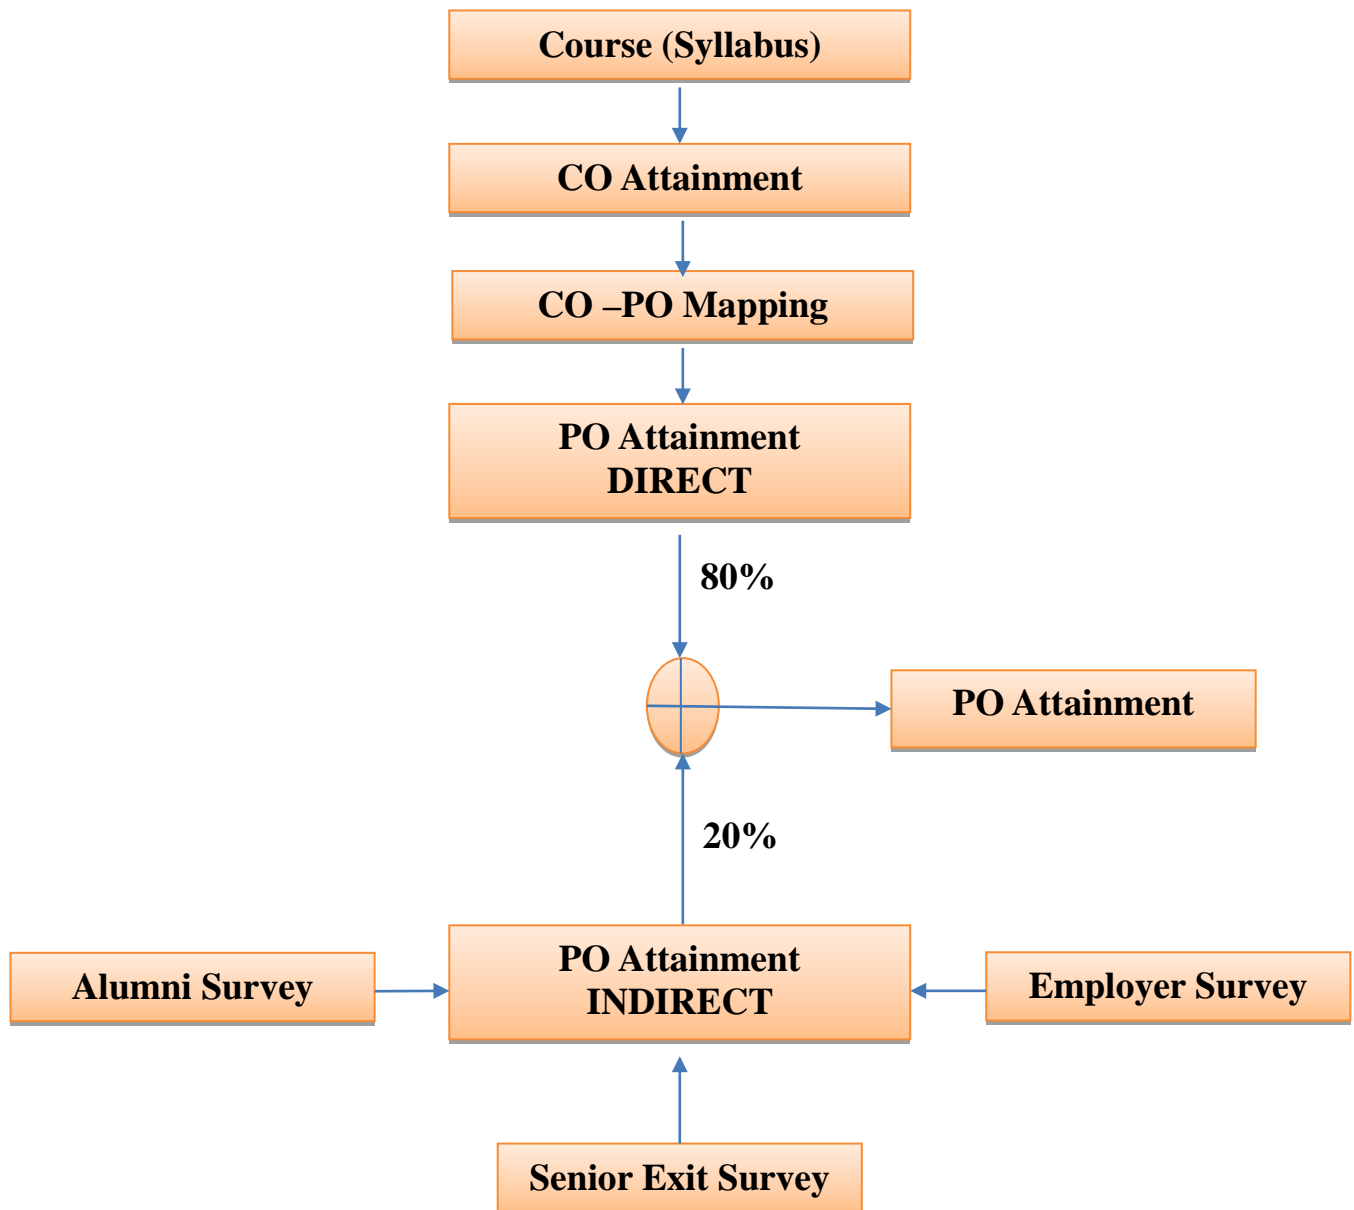 Course (Syllabus)
CO Attainment
CO –PO Mapping
PO Attainment
DIRECT
80%
PO Attainment
20%
PO Attainment
INDIRECT
Alumni Survey
Employer Survey
Senior Exit Survey